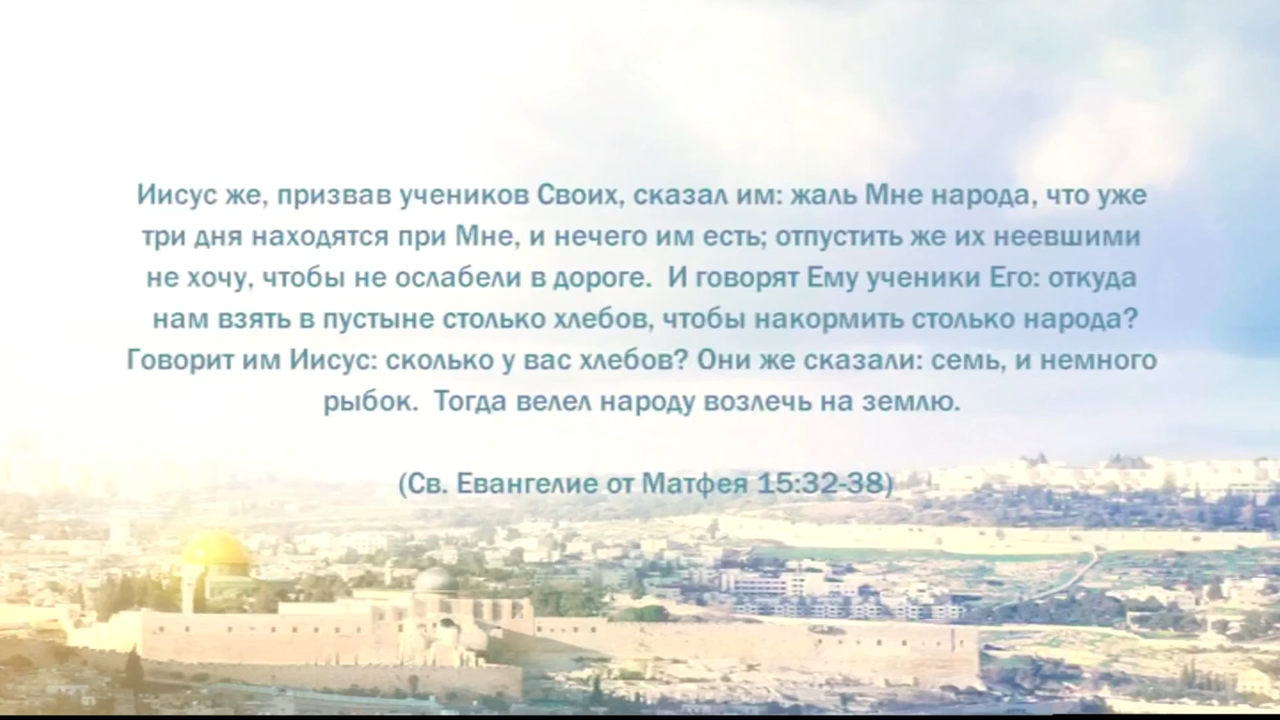 Иисус же, призвав учеников Своих, сказал им: жаль Мне народа, что уже
три дня находятся при Мне, и нечего им есть; отпустить же их неевшими
не хочу, чтобы не ослабели в дороге.  И говорят Ему ученики Его: откуда
нам взять в пустыне столько хлебов, чтобы накормить столько народа?
Говорит им Иисус: сколько у вас хлебов? Они же сказали: семь, и немного
рыбок.  Тогда велел народу возлечь на землю.
(Св. Евангелие от Матфея 15:32-38)